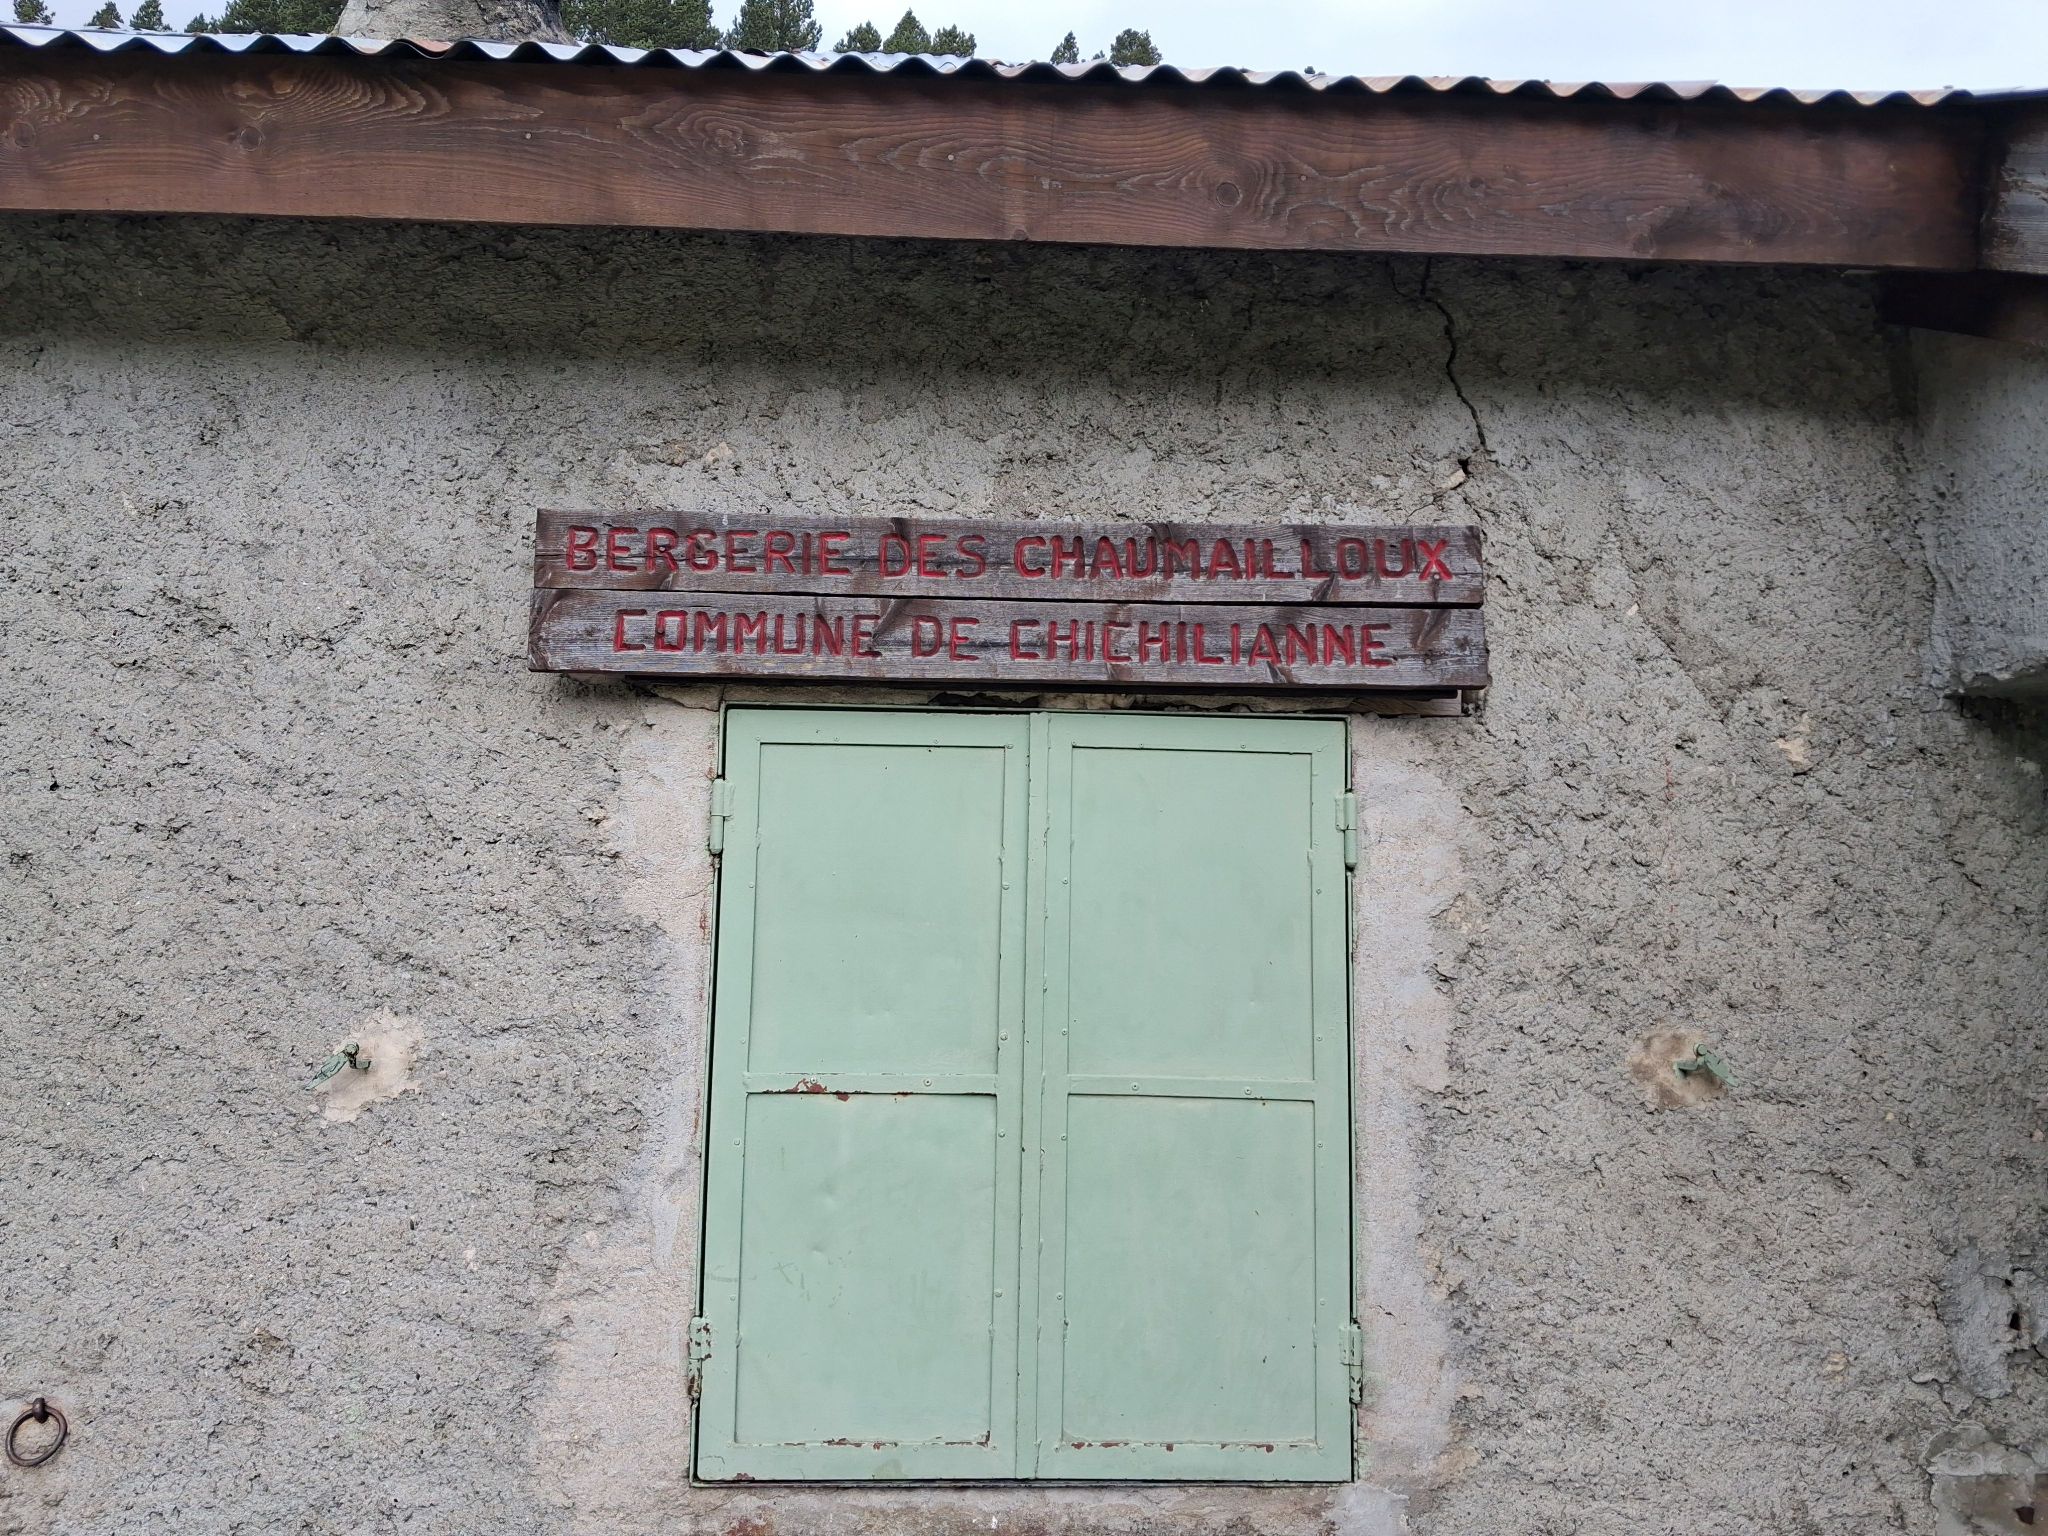 BERGERIE DES CHAUMAILLOUX
COMMUNE DE CHICHILIANNE